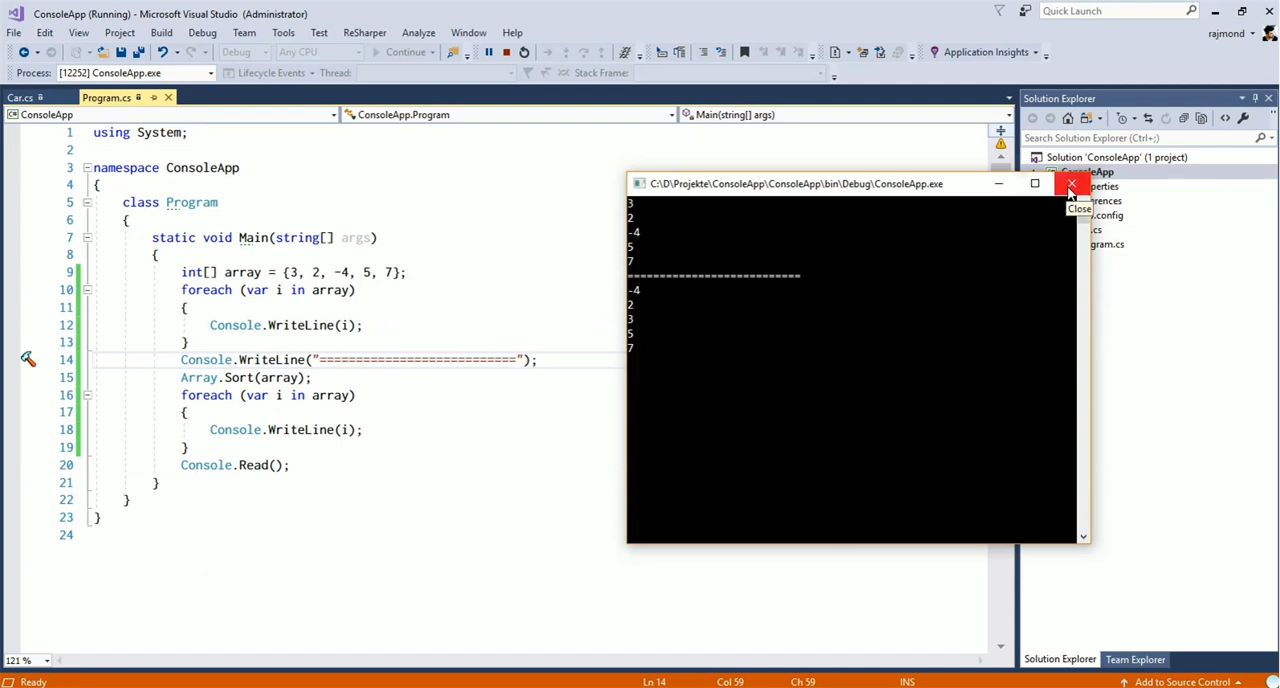 ConsoleApp (Running) - Microsoft Visual Studio (Administrator)
Quick Launch
File Edit View Project Build Debug Team Tools Test ReSharper Analyze Window Help
rajmond
Debug Any CPU Continue Application Insights
Process: [12252] ConsoleApp.exe Lifecycle Events Thread: Stack Frame:
Car.cs Program.cs
ConsoleApp ConsoleApp.Program Main(string[] args)
1 using System;
2
3 namespace ConsoleApp
4 {
5 class Program
6 {
7 static void Main(string[] args)
8 {
9 int[] array = {3, 2, -4, 5, 7};
10 foreach (var i in array)
11 {
12 Console.WriteLine(i);
13 }
14 Console.WriteLine("===========================");
15 Array.Sort(array);
16 foreach (var i in array)
17 {
18 Console.WriteLine(i);
19 }
20 Console.Read();
21 }
22 }
23 }
24
C:\D\Projekte\ConsoleApp\ConsoleApp\bin\Debug\ConsoleApp.exe
Close
3
2
-4
5
7
===========================
-4
2
3
5
7
Solution Explorer
Search Solution Explorer (Ctrl+;)
Solution 'ConsoleApp' (1 project)
ConsoleApp
perties
erences
.config
.cs
gram.cs
Solution Explorer Team Explorer
121 %
Ready Ln 14 Col 59 Ch 59 INS Add to Source Control